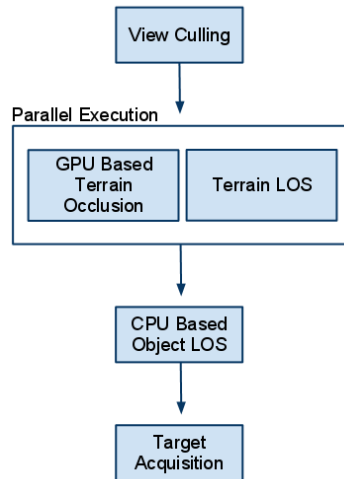 View Culling
Parallel Execution
GPU Based
Terrain
Occlusion
Terrain LOS
CPU Based
Object LOS
Target
Acquisition